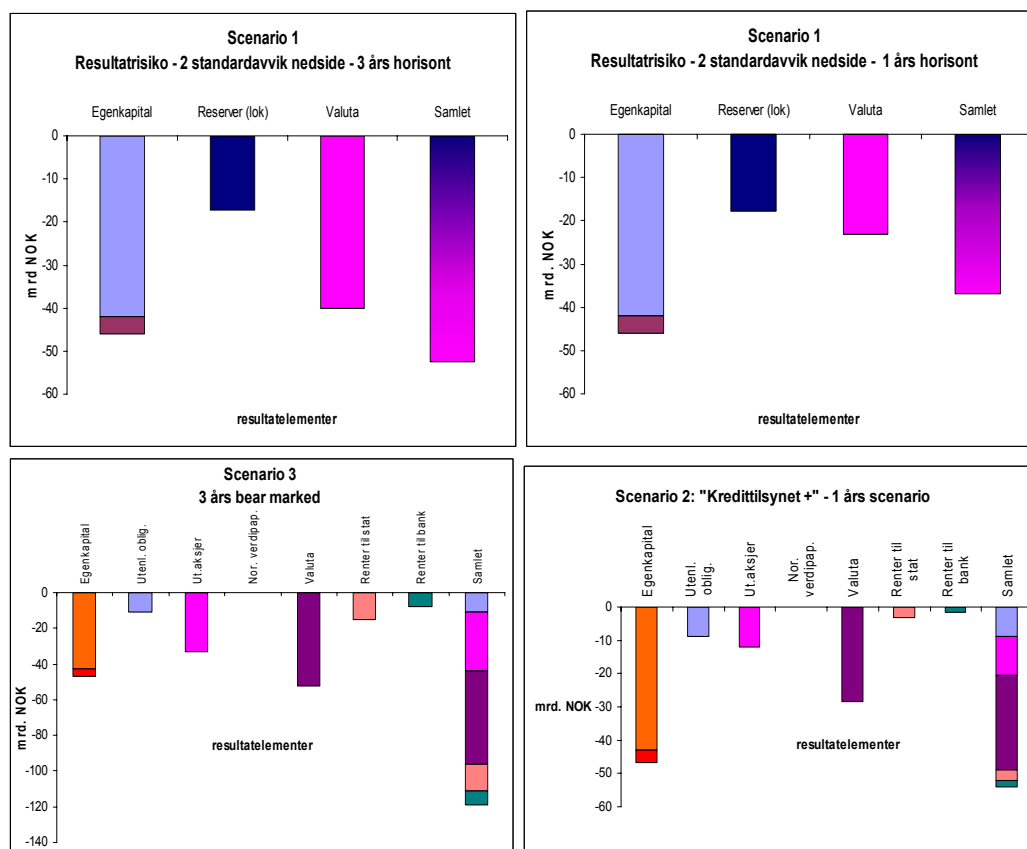 Scenario 1
Resultatrisiko - 2 standardavvik nedside - 3 års horisont
Egenkapital Reserver (lok) Valuta Samlet
0
-10
-20
-30
-40
-50
-60
mrd NOK
resultatelementer
Scenario 1
Resultatrisiko - 2 standardavvik nedside - 1 års horisont
Egenkapital Reserver (lok) Valuta Samlet
0
-10
-20
-30
-40
-50
-60
mrd. NOK
resultatelementer
Scenario 3
3 års bear marked
Egenkapital
Utenl. oblig.
Ut.aksjer
Nor. verdipap.
Valuta
Renter til stat
Renter til bank
Samlet
0
-20
-40
-60
-80
-100
-120
-140
mrd. NOK
resultatelementer
Scenario 2: "Kredittilsynet +" - 1 års scenario
Egenkapital
Utenl.
oblig.
Ut.aksjer
Nor.
verdipap.
Valuta
Renter til
stat
Renter til
bank
Samlet
0
-10
-20
-30
-40
-50
-60
mrd. NOK
resultatelementer